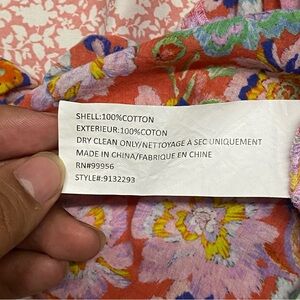 SHELL:100%COTTON
EXTERIEUR:100%COTON
DRY CLEAN ONLY/NETTOYAGE À SEC UNIQUEMENT
MADE IN CHINA/FABRIQUE EN CHINE
RN#99956
STYLE#:9132293